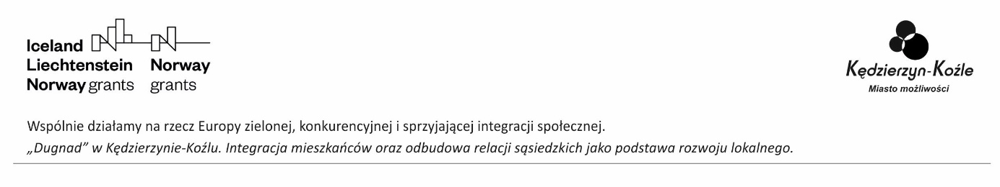 Iceland
Liechtenstein
Norway grants
Norway
grants
Kędzierzyn-Koźle
Miasto możliwości
Wspólnie działamy na rzecz Europy zielonej, konkurencyjnej i sprzyjającej integracji społecznej.
„Dugnad” w Kędzierzynie-Koźlu. Integracja mieszkańców oraz odbudowa relacji sąsiedzkich jako podstawa rozwoju lokalnego.